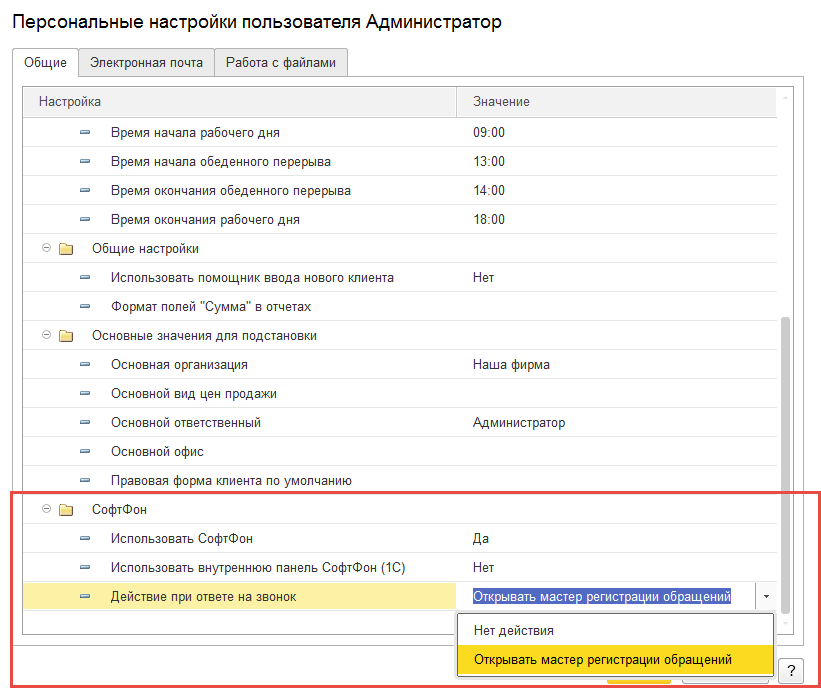 Персональные настройки пользователя Администратор
Общие Электронная почта Работа с файлами
Настройка Значение
Время начала рабочего дня 09:00
Время начала обеденного перерыва 13:00
Время окончания обеденного перерыва 14:00
Время окончания рабочего дня 18:00
Общие настройки
Использовать помощник ввода нового клиента Нет
Формат полей "Сумма" в отчетах
Основные значения для подстановки
Основная организация Наша фирма
Основной вид цен продажи
Основной ответственный Администратор
Основной офис
Правовая форма клиента по умолчанию
СофтФон
Использовать СофтФон Да
Использовать внутреннюю панель СофтФон (1С) Нет
Действие при ответе на звонок Открывать мастер регистрации обращений
Нет действия
Открывать мастер регистрации обращений
?